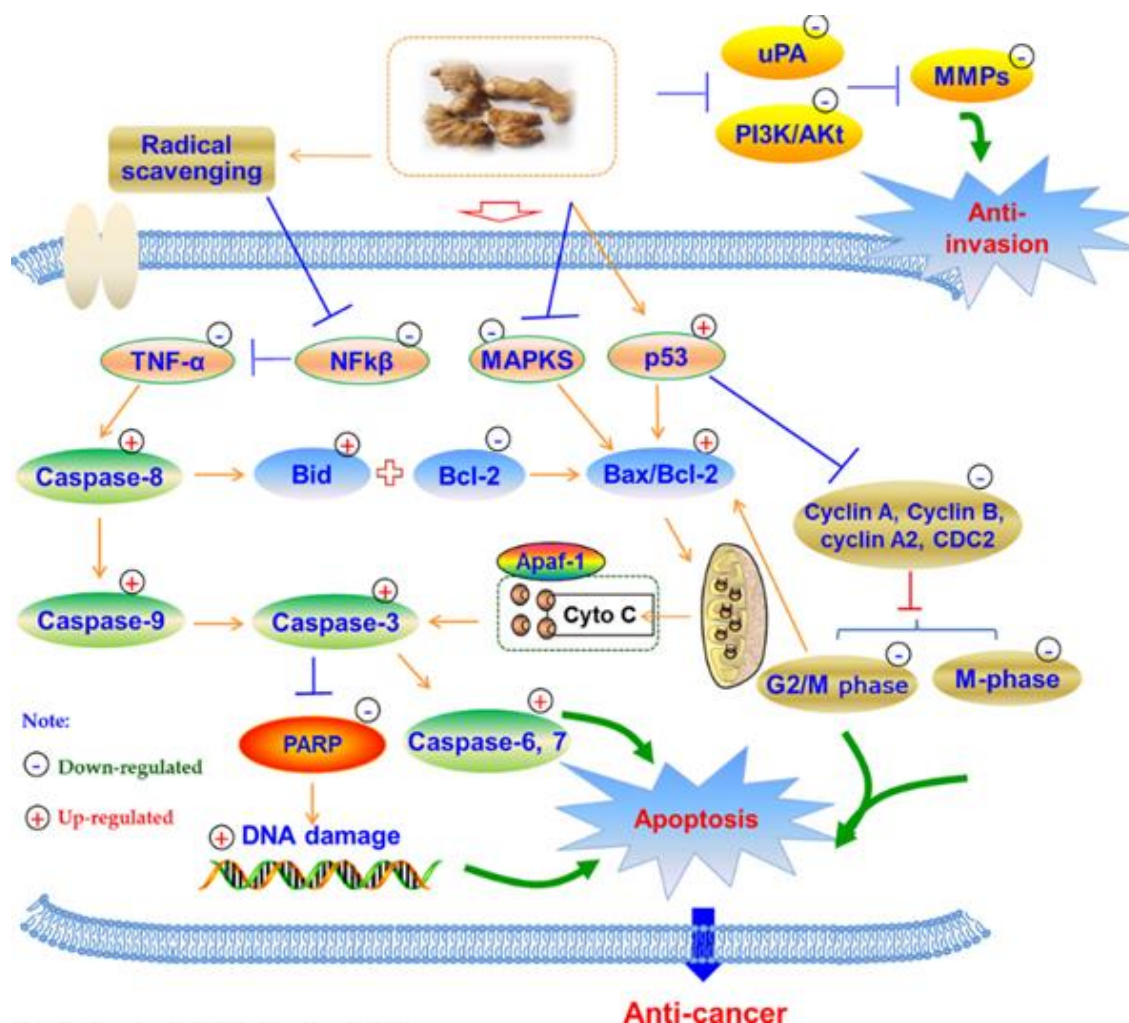 uPA
MMPs
PI3K/AKt
Radical
scavenging
Anti-
invasion
TNF-α
NFkβ
MAPKS
p53
Caspase-8
Bid
Bcl-2
Bax/Bcl-2
Cyclin A, Cyclin B,
cyclin A2, CDC2
Apaf-1
Cyto C
Caspase-9
Caspase-3
G2/M phase
M-phase
Note:
- Down-regulated
+ Up-regulated
PARP
Caspase-6, 7
DNA damage
Apoptosis
Anti-cancer